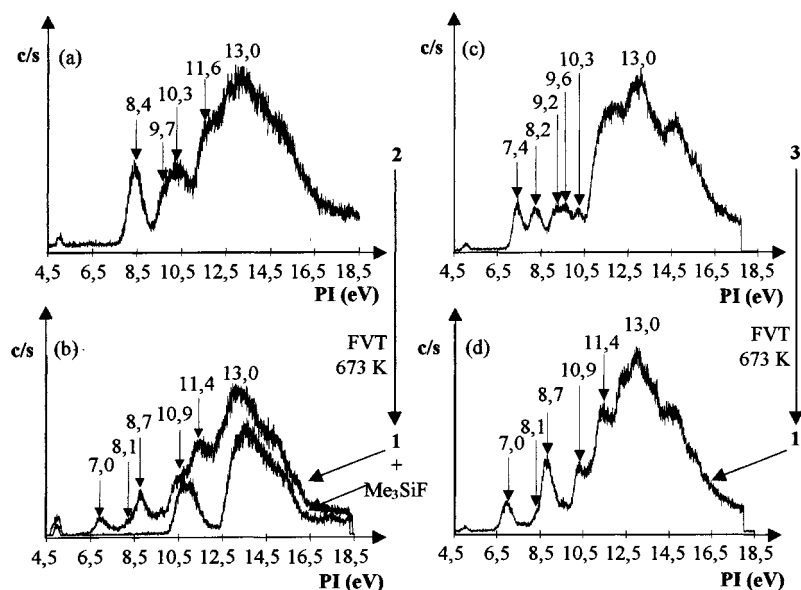 c/s (a)
8,4
9,7
10,3
11,6
13,0
4,5 6,5 8,5 10,5 12,5 14,5 16,5 18,5
PI (eV)
2
FVT
673 K
1
+
Me₃SiF
c/s (b)
7,0
8,1
8,7
10,9
11,4
13,0
4,5 6,5 8,5 10,5 12,5 14,5 16,5 18,5
PI (eV)
c/s (c)
7,4
8,2
9,2
9,6
10,3
13,0
4,5 6,5 8,5 10,5 12,5 14,5 16,5 18,5
PI (eV)
3
FVT
673 K
1
c/s (d)
7,0
8,1
8,7
10,9
11,4
13,0
4,5 6,5 8,5 10,5 12,5 14,5 16,5 18,5
PI (eV)